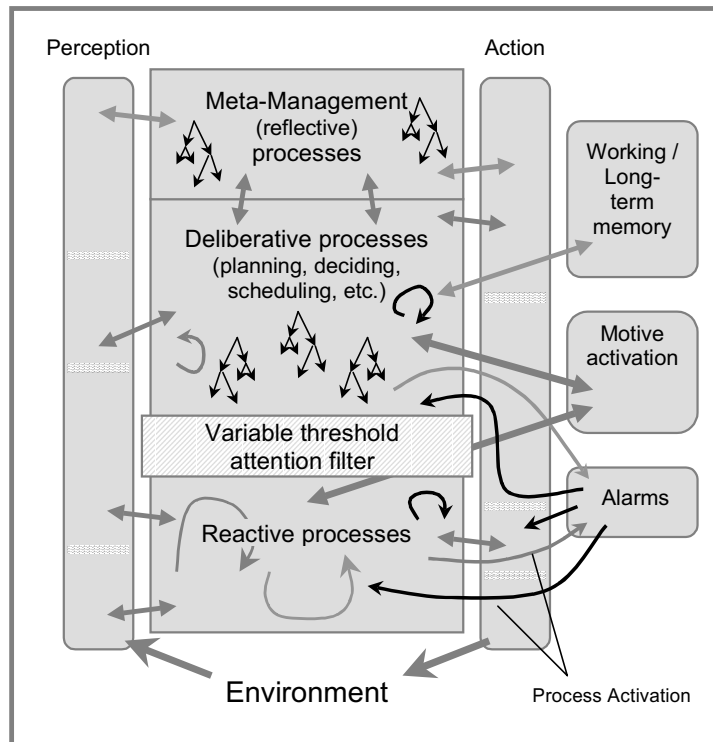 Perception
Action
Meta-Management
(reflective)
processes
Working /
Long-
term
memory
Deliberative processes
(planning, deciding,
scheduling, etc.)
Motive
activation
Variable threshold
attention filter
Alarms
Reactive processes
Environment
Process Activation